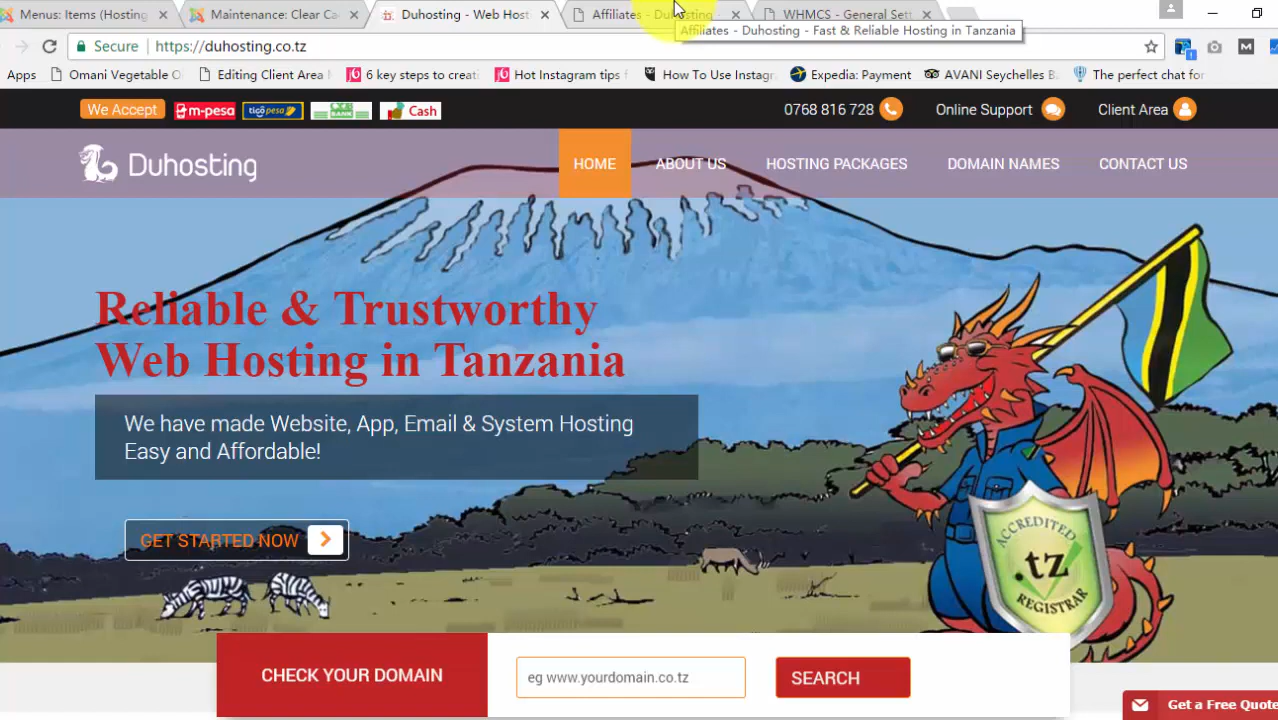 Menus: Items (Hosting
Maintenance: Clear Ca
Duhosting - Web Host
Affiliates - Duhosting
WHMCS - General Sett
Affiliates - Duhosting - Fast & Reliable Hosting in Tanzania
Secure
https://duhosting.co.tz
Apps
Omani Vegetable O
Editing Client Area
6 key steps to creati
Hot Instagram tips f
How To Use Instagr
Expedia: Payment
AVANI Seychelles B
The perfect chat for
We Accept
m-pesa
tigo pesa
BANK
Cash
0768 816 728
Online Support
Client Area
Duhosting
HOME
ABOUT US
HOSTING PACKAGES
DOMAIN NAMES
CONTACT US
Reliable & Trustworthy
Web Hosting in Tanzania
We have made Website, App, Email & System Hosting
Easy and Affordable!
GET STARTED NOW
ACCREDITED
.tz
REGISTRAR
CHECK YOUR DOMAIN
eg www.yourdomain.co.tz
SEARCH
Get a Free Quote